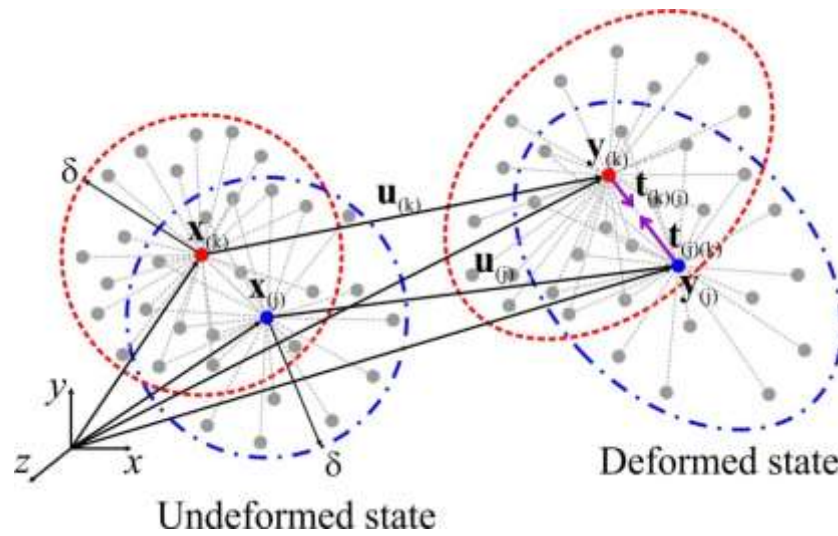 δ
x(k)
u(k)
y(k)
t(k)(j)
x(j)
u(j)
t(j)(k)
y(j)
y
z
x
δ
Deformed state
Undeformed state